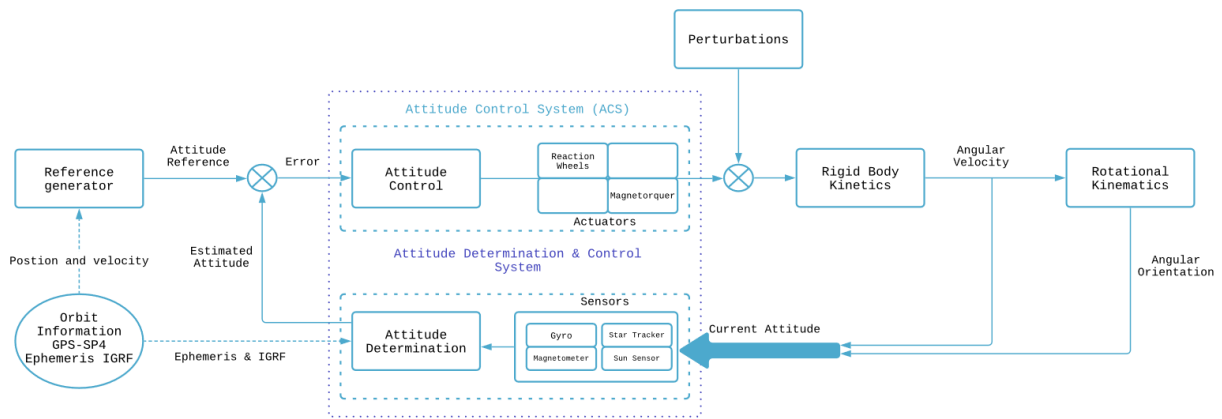 Perturbations
Attitude Control System (ACS)
Attitude
Reference
Error
Reference
generator
Attitude
Control
Reaction
Wheels
Magnetorquer
Actuators
Rigid Body
Kinetics
Angular
Velocity
Rotational
Kinematics
Postion and velocity
Estimated
Attitude
Attitude Determination & Control
System
Angular
Orientation
Orbit
Information
GPS-SP4
Ephemeris IGRF
Ephemeris & IGRF
Attitude
Determination
Sensors
Gyro
Star Tracker
Magnetometer
Sun Sensor
Current Attitude